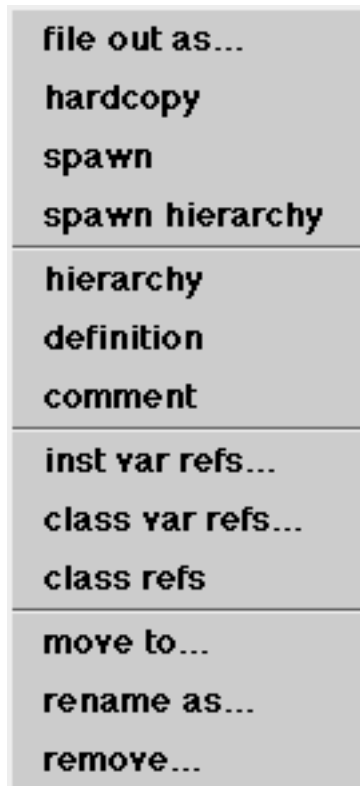 file out as...
hardcopy
spawn
spawn hierarchy
hierarchy
definition
comment
inst var refs...
class var refs...
class refs
move to...
rename as...
remove...